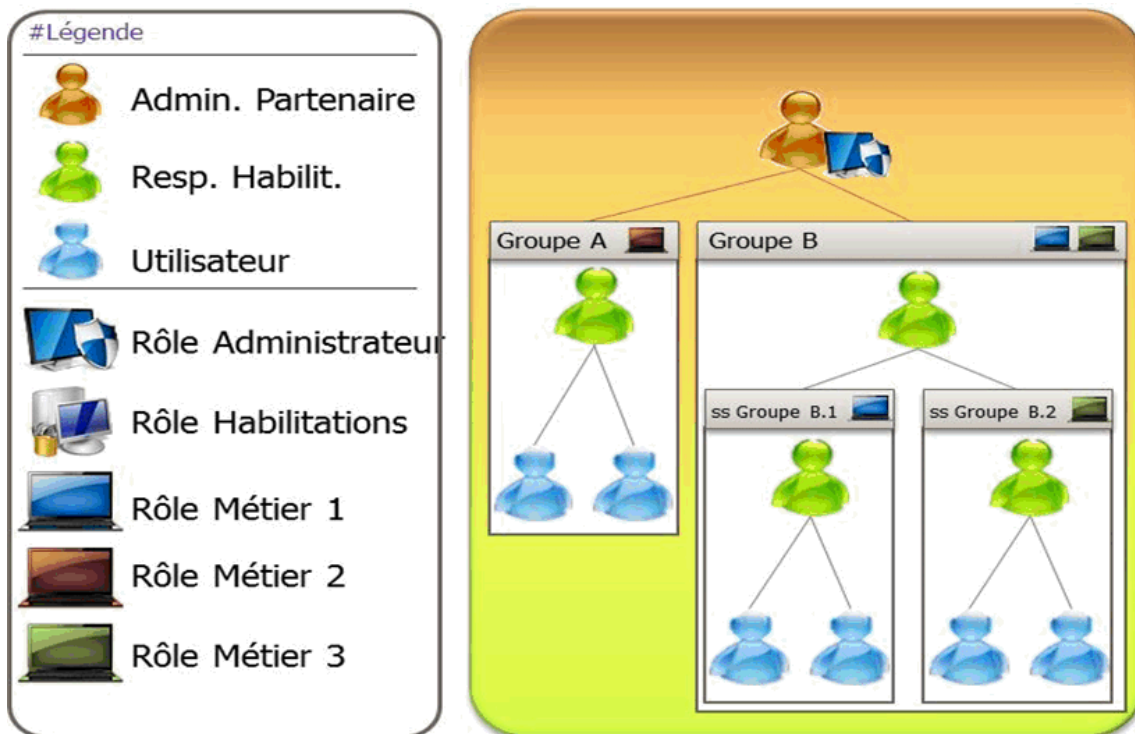 #Légende
Admin. Partenaire
Resp. Habilit.
Utilisateur
Rôle Administrateur
Rôle Habilitations
Rôle Métier 1
Rôle Métier 2
Rôle Métier 3
Groupe A
Groupe B
ss Groupe B.1
ss Groupe B.2